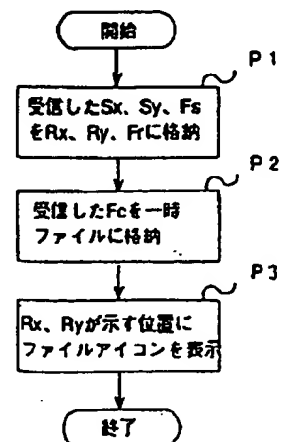 開始
P1
受信したSx、Sy、Fs
をRx、Ry、Frに格納
P2
受信したFcを一時
ファイルに格納
P3
Rx、Ryが示す位置に
ファイルアイコンを表示
終了